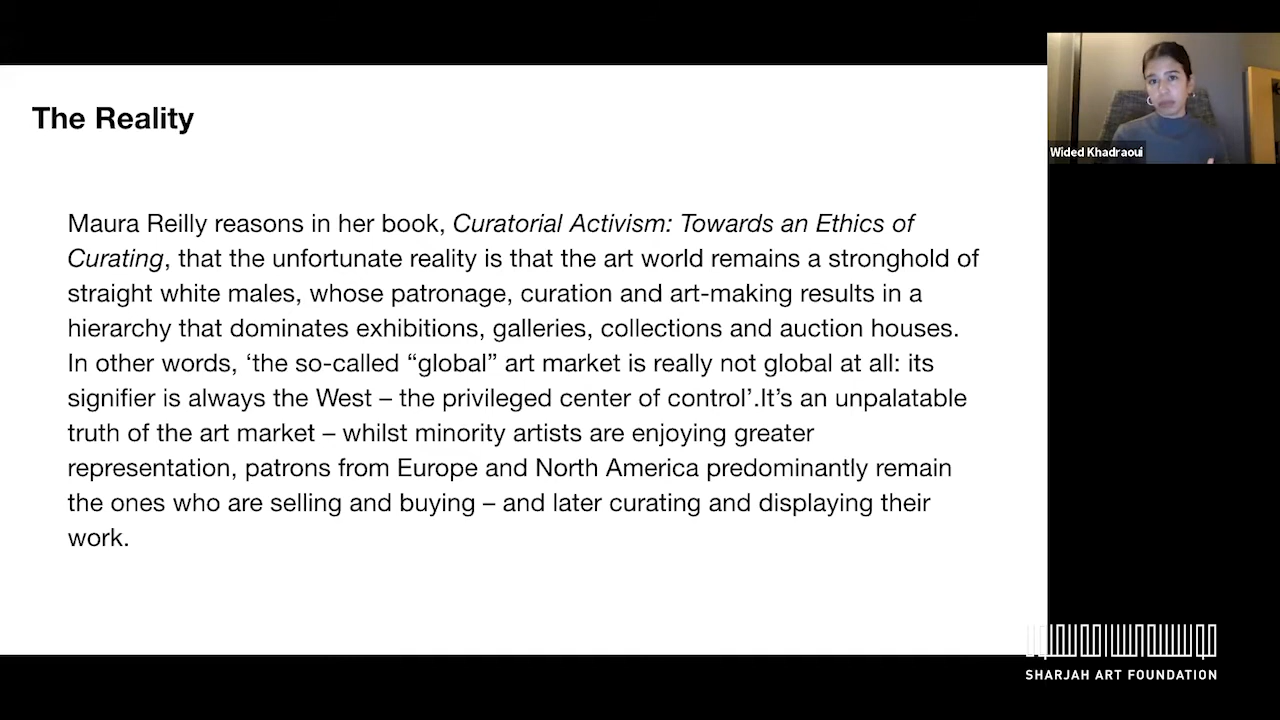 The Reality
Maura Reilly reasons in her book, Curatorial Activism: Towards an Ethics of
Curating, that the unfortunate reality is that the art world remains a stronghold of
straight white males, whose patronage, curation and art-making results in a
hierarchy that dominates exhibitions, galleries, collections and auction houses.
In other words, ‘the so-called “global” art market is really not global at all: its
signifier is always the West – the privileged center of control’.It’s an unpalatable
truth of the art market – whilst minority artists are enjoying greater
representation, patrons from Europe and North America predominantly remain
the ones who are selling and buying – and later curating and displaying their
work.
Wided Khadraoui
SHARJAH ART FOUNDATION